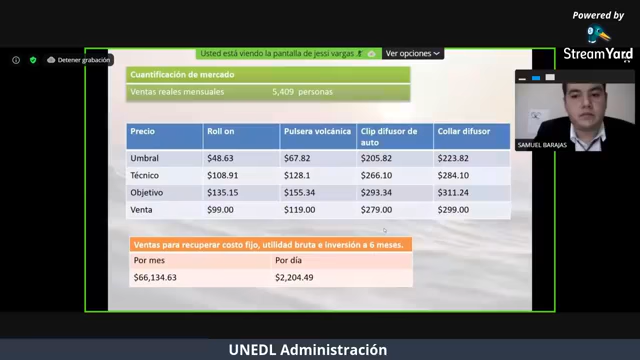 Powered by
StreamYard
Usted está viendo la pantalla de jessi vargas
Ver opciones
Detener grabación
Cuantificación de mercado
Ventas reales mensuales 5,409 personas
SAMUEL BARAJAS
Precio Roll on Pulsera volcánica Clip difusor de auto Collar difusor
Umbral $48.63 $67.82 $205.82 $223.82
Técnico $108.91 $128.1 $266.10 $284.10
Objetivo $135.15 $155.34 $293.34 $311.24
Venta $99.00 $119.00 $279.00 $299.00
Ventas para recuperar costo fijo, utilidad bruta e inversión a 6 meses.
Por mes Por día
$66,134.63 $2,204.49
UNEDL Administración